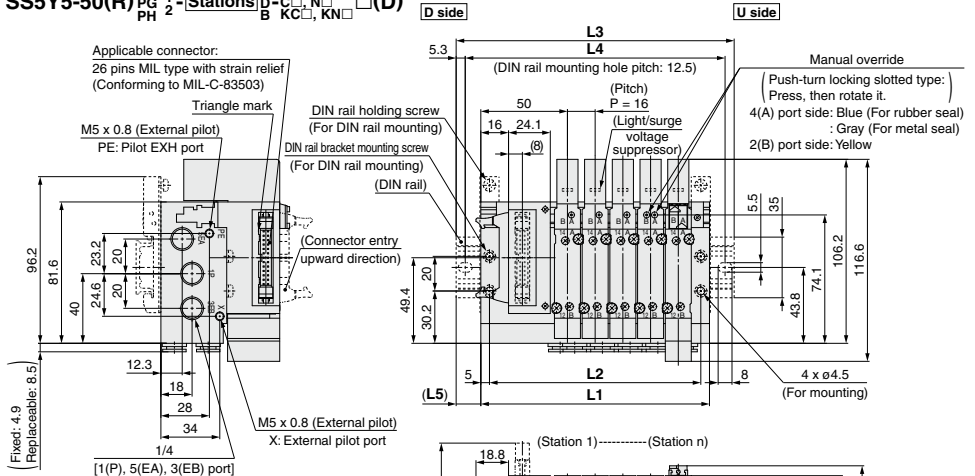 SS5Y5-50(R) PG PH 1 2 - Stations D B - C□, N□ KC□, KN□ □(D)
D side
U side
L3
L4
5.3
(DIN rail mounting hole pitch: 12.5)
Applicable connector:
26 pins MIL type with strain relief
(Conforming to MIL-C-83503)
Triangle mark
M5 x 0.8 (External pilot)
PE: Pilot EXH port
DIN rail holding screw
(For DIN rail mounting)
DIN rail bracket mounting screw
(For DIN rail mounting)
(DIN rail)
(Connector entry
upward direction)
50
16
24.1
(8)
(Pitch)
P = 16
(Light/surge
voltage
suppressor)
Manual override
(Push-turn locking slotted type:
Press, then rotate it.)
4(A) port side: Blue (For rubber seal)
: Gray (For metal seal)
2(B) port side: Yellow
96.2
81.6
40
23.2
24.6
20
20
5EA
PE
1P
3EB
X
12.3
18
28
34
(Fixed: 4.9
Replaceable: 8.5)
1/4
[1(P), 5(EA), 3(EB) port]
M5 x 0.8 (External pilot)
X: External pilot port
49.4
30.2
20
5
(L5)
L2
L1
8
5.5
35
43.8
74.1
106.2
116.6
4 x ø4.5
(For mounting)
18.8
(Station 1)----------(Station n)